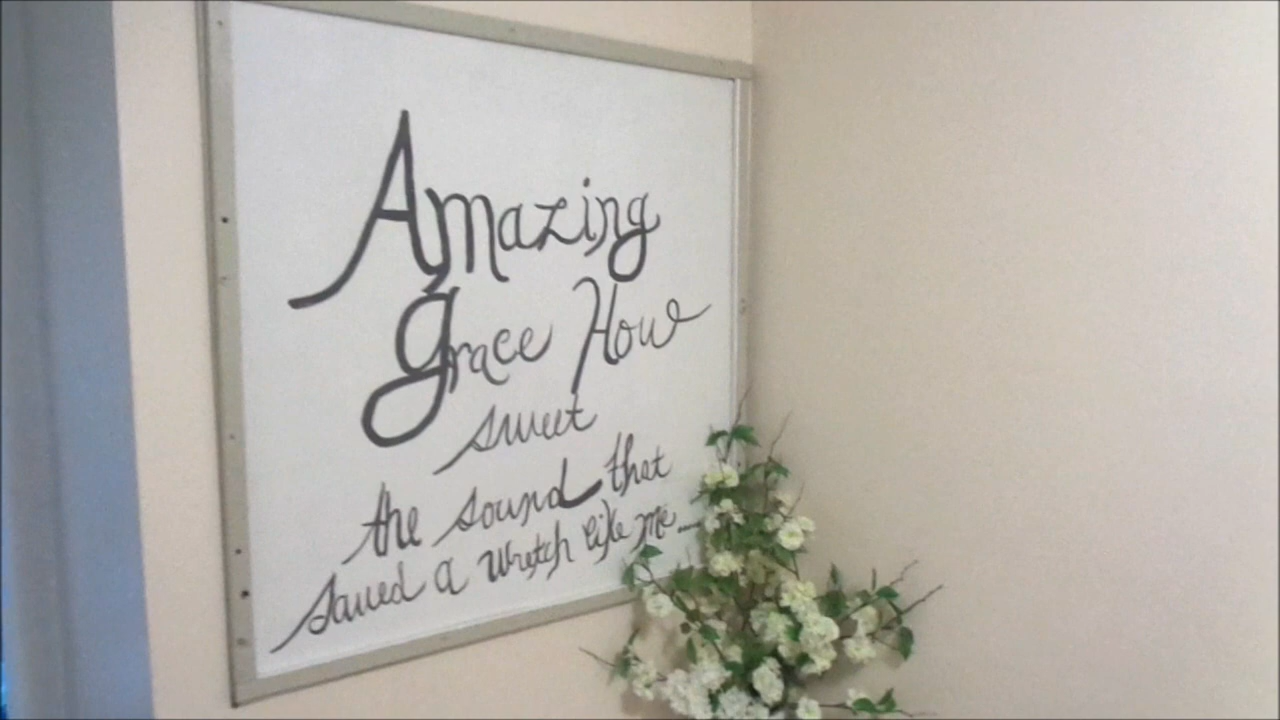 Amazing
grace How
sweet
the sound that
saved a wretch like me...